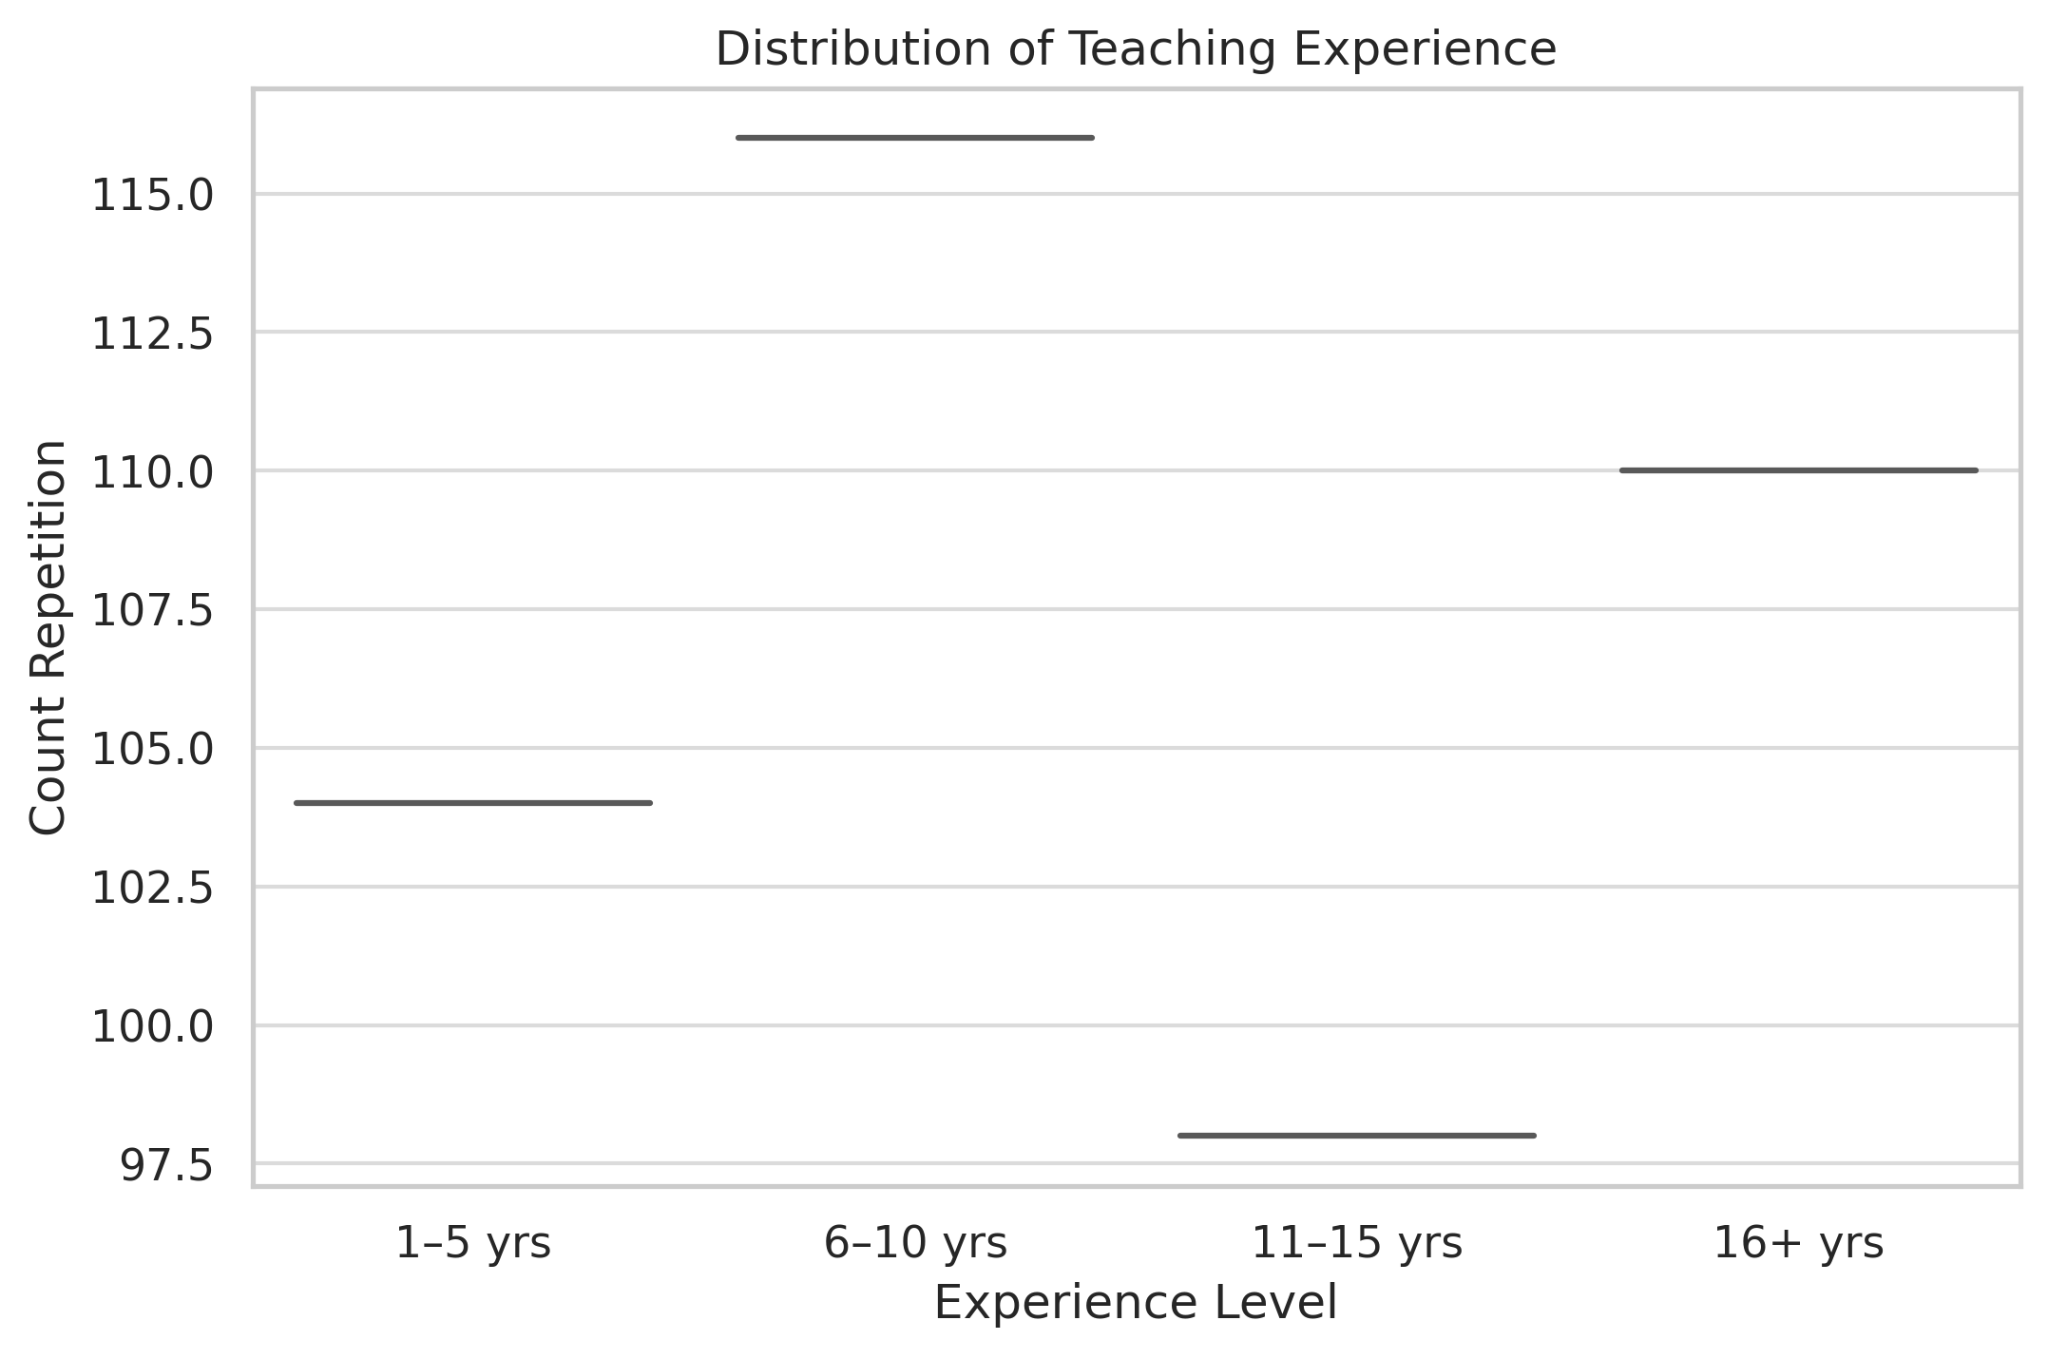 Distribution of Teaching Experience
Count Repetition
115.0
112.5
110.0
107.5
105.0
102.5
100.0
97.5
1–5 yrs 6–10 yrs 11–15 yrs 16+ yrs
Experience Level